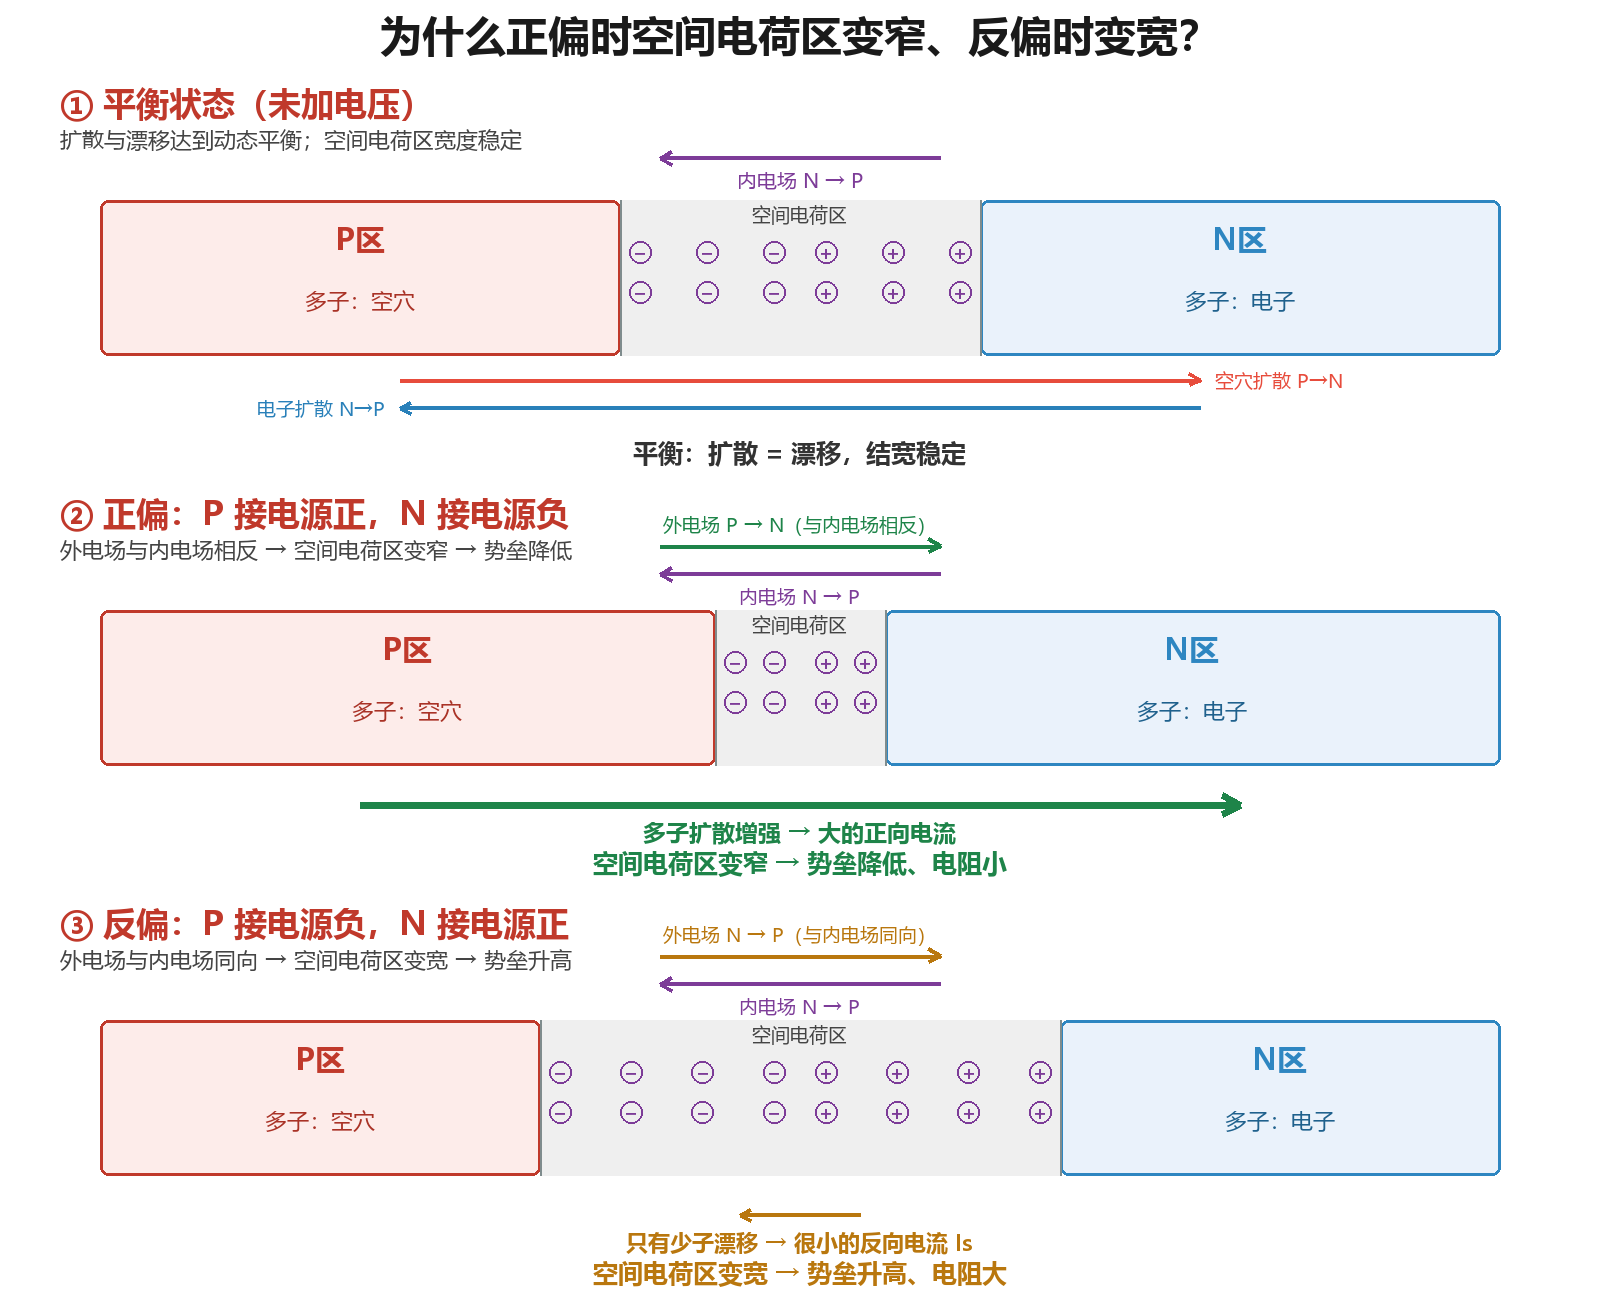 为什么正偏时空间电荷区变窄、反偏时变宽?
① 平衡状态（未加电压）
扩散与漂移达到动态平衡；空间电荷区宽度稳定
内电场 N → P
空间电荷区
P区
N区
− − − + + +
− − − + + +
多子：空穴
多子：电子
空穴扩散 P→N
电子扩散 N→P
平衡：扩散 = 漂移，结宽稳定
② 正偏：P 接电源正，N 接电源负
外电场与内电场相反 → 空间电荷区变窄 → 势垒降低
外电场 P → N（与内电场相反）
内电场 N → P
空间电荷区
P区
N区
− − + +
− − + +
多子：空穴
多子：电子
多子扩散增强 → 大的正向电流
空间电荷区变窄 → 势垒降低、电阻小
③ 反偏：P 接电源负，N 接电源正
外电场与内电场同向 → 空间电荷区变宽 → 势垒升高
外电场 N → P（与内电场同向）
内电场 N → P
空间电荷区
P区
N区
− − − − + + + +
− − − − + + + +
多子：空穴
多子：电子
只有少子漂移 → 很小的反向电流 Is
空间电荷区变宽 → 势垒升高、电阻大